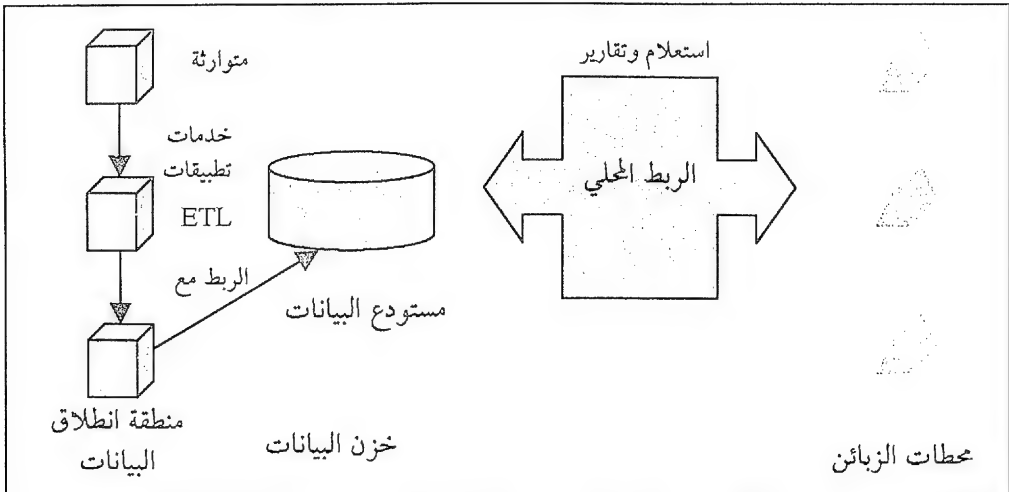 متوارثة
استعلام وتقارير
خدمات
تطبيقات
ETL
الربط المحلي
الربط مع
مستودع البيانات
منطقة انطلاق
البيانات
خزن البيانات
محطات الزبائن